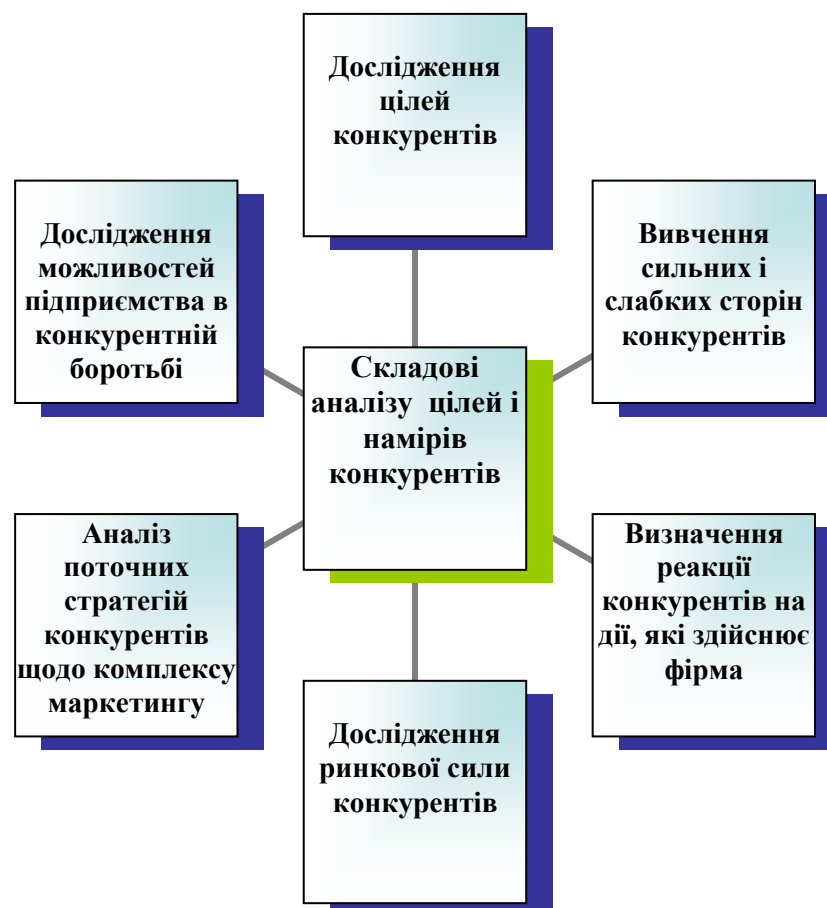 Дослідження
цілей
конкурентів
Дослідження
можливостей
підприємства в
конкурентній
боротьбі
Вивчення
сильних і
слабких сторін
конкурентів
Складові
аналізу цілей і
намірів
конкурентів
Аналіз
поточних
стратегій
конкурентів
щодо комплексу
маркетингу
Визначення
реакції
конкурентів на
дії, які здійснює
фірма
Дослідження
ринкової сили
конкурентів